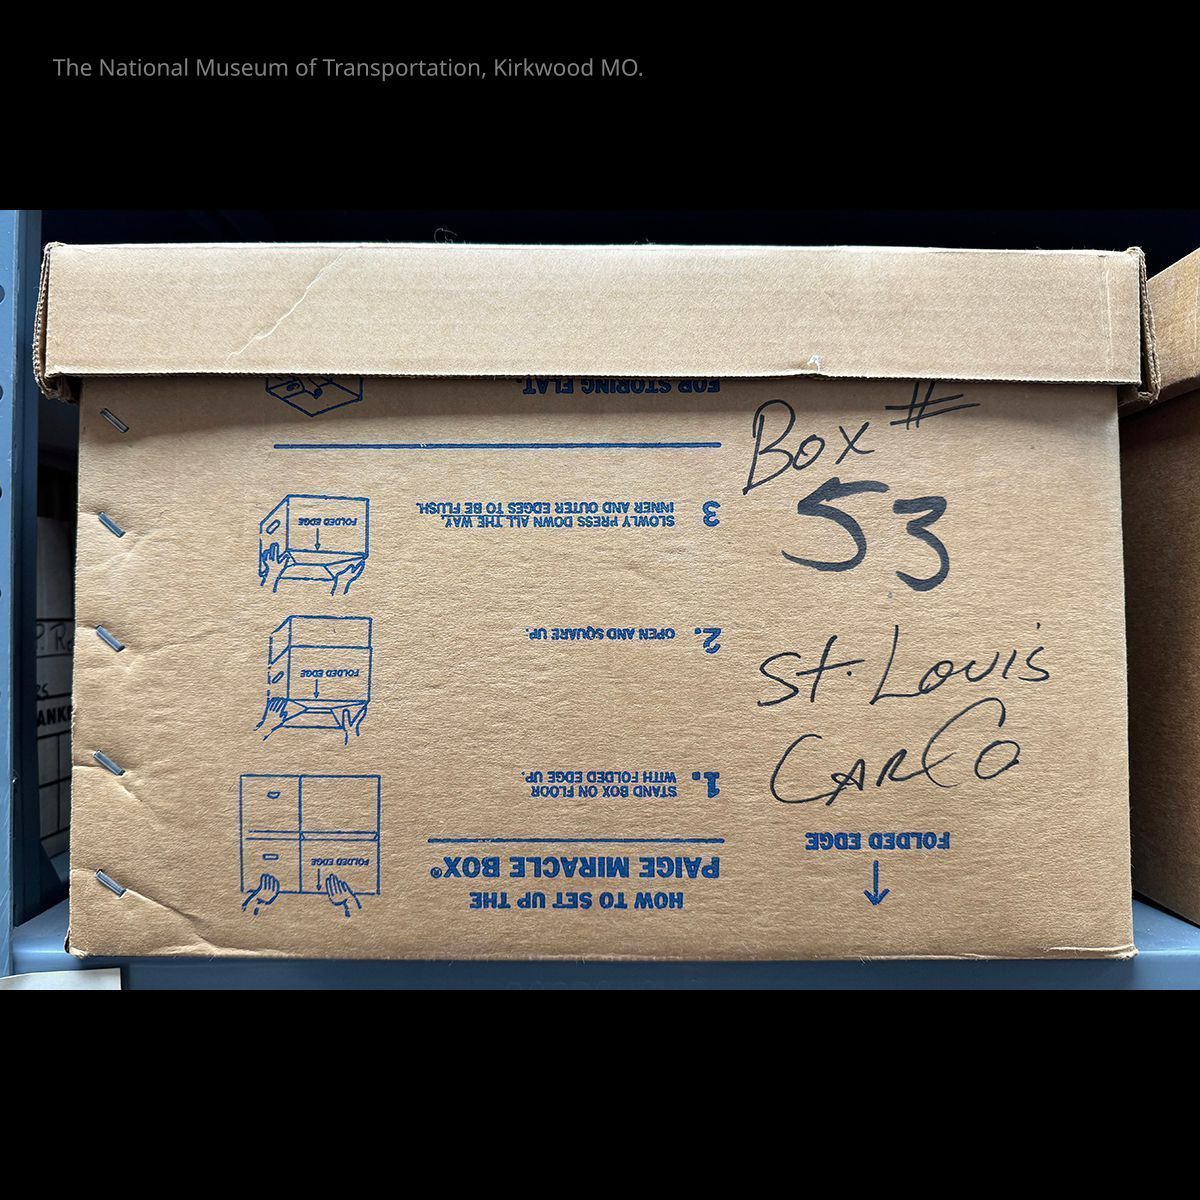 The National Museum of Transportation, Kirkwood MO.
Box #
53
St. Louis
Car Co
FOLDED EDGE
HOW TO SET UP THE
PAIGE MIRACLE BOX®
1. STAND BOX ON FLOOR
WITH FOLDED EDGE UP.
FOLDED EDGE
2. OPEN AND SQUARE UP.
FOLDED EDGE
3 SLOWLY PRESS DOWN ALL THE WAY,
INNER AND OUTER EDGES TO BE FLUSH.
FOLDED EDGE
FOR STORING FLAT.